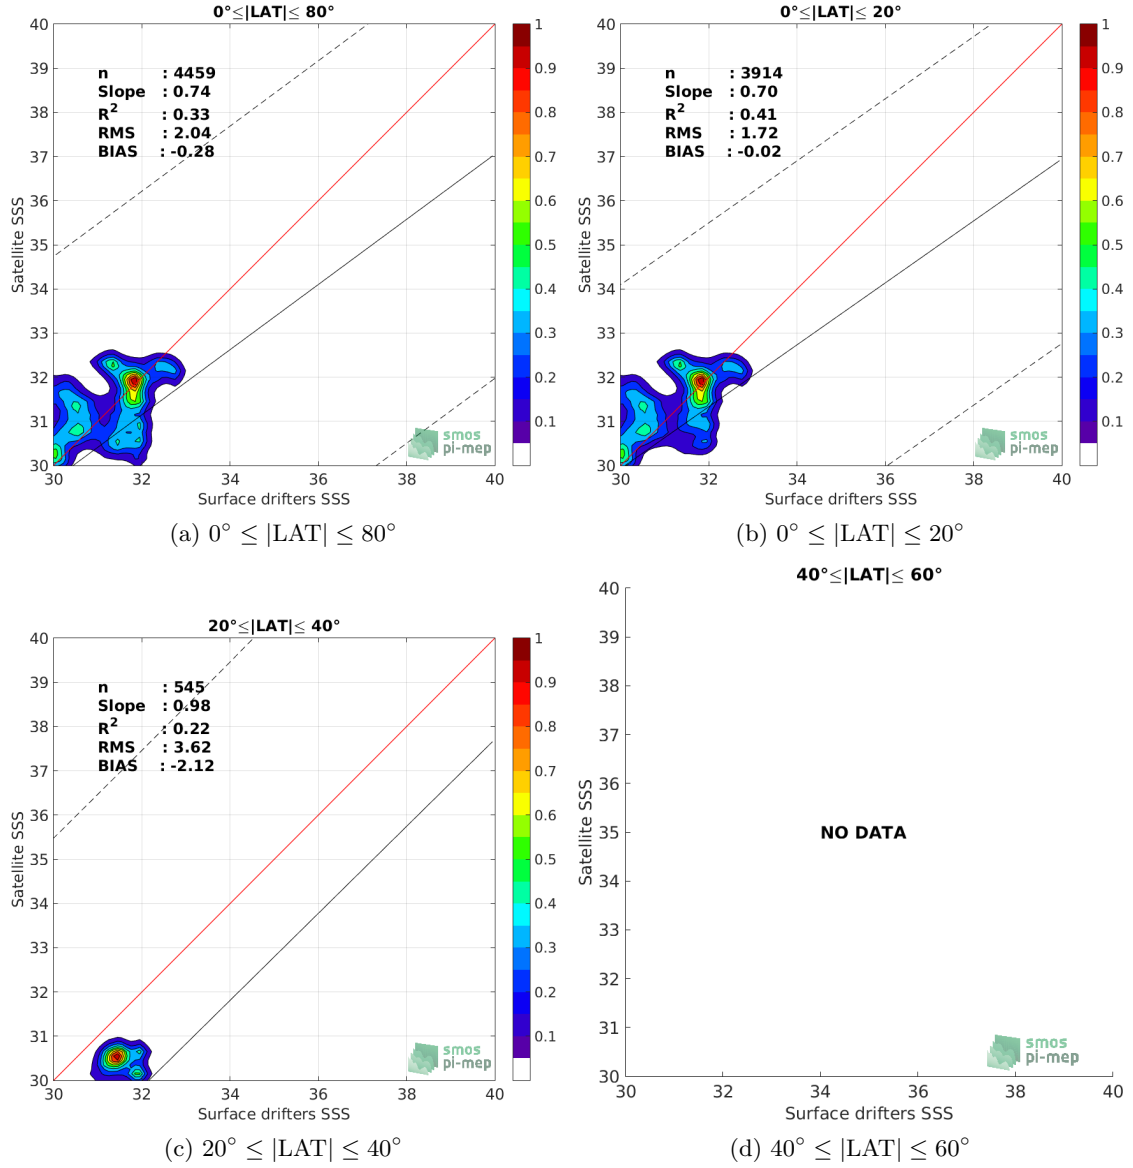 0°≤|LAT|≤ 80°
40
39
38
37
36
35
34
33
32
31
30
Satellite SSS
n : 4459
Slope : 0.74
R² : 0.33
RMS : 2.04
BIAS : -0.28
smos
pi-mep
30 32 34 36 38 40
Surface drifters SSS
1
0.9
0.8
0.7
0.6
0.5
0.4
0.3
0.2
0.1
(a) 0° ≤ |LAT| ≤ 80°
0°≤|LAT|≤ 20°
40
39
38
37
36
35
34
33
32
31
30
Satellite SSS
n : 3914
Slope : 0.70
R² : 0.41
RMS : 1.72
BIAS : -0.02
smos
pi-mep
30 32 34 36 38 40
Surface drifters SSS
1
0.9
0.8
0.7
0.6
0.5
0.4
0.3
0.2
0.1
(b) 0° ≤ |LAT| ≤ 20°
20°≤|LAT|≤ 40°
40
39
38
37
36
35
34
33
32
31
30
Satellite SSS
n : 545
Slope : 0.98
R² : 0.22
RMS : 3.62
BIAS : -2.12
smos
pi-mep
30 32 34 36 38 40
Surface drifters SSS
1
0.9
0.8
0.7
0.6
0.5
0.4
0.3
0.2
0.1
(c) 20° ≤ |LAT| ≤ 40°
40°≤|LAT|≤ 60°
40
39
38
37
36
35
34
33
32
31
30
Satellite SSS
NO DATA
smos
pi-mep
30 32 34 36 38 40
Surface drifters SSS
(d) 40° ≤ |LAT| ≤ 60°